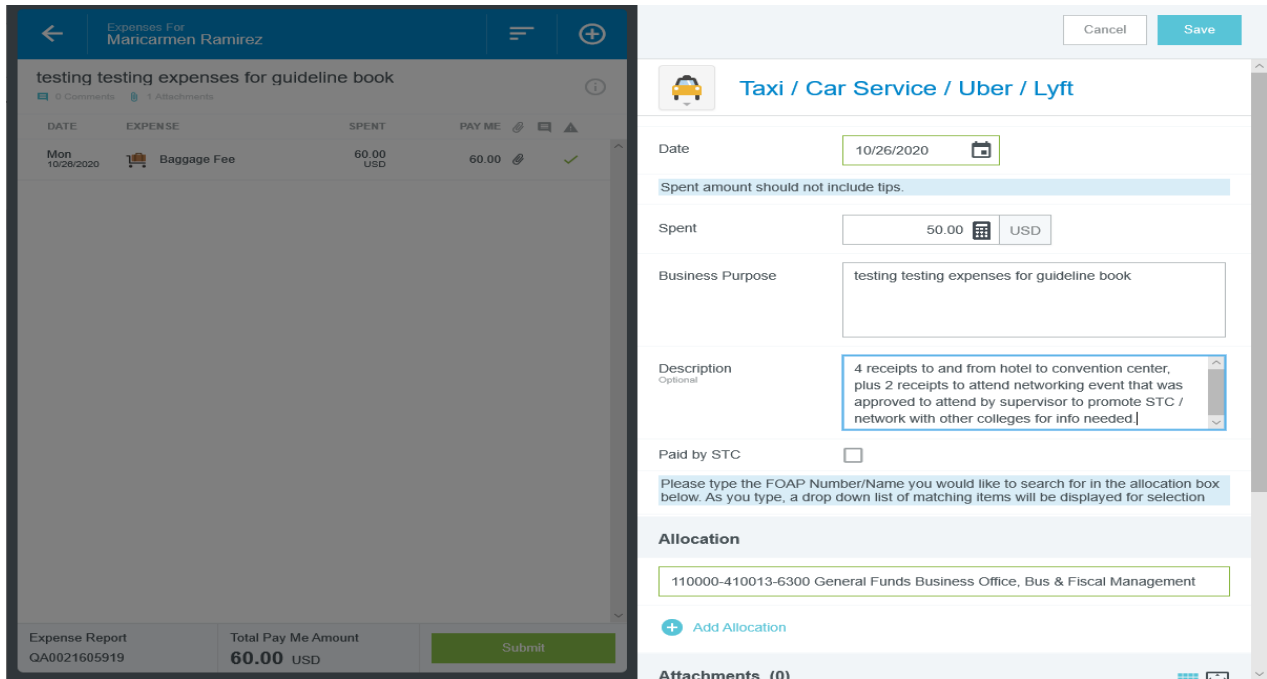 Expenses For
Maricarmen Ramirez
testing testing expenses for guideline book
0 Comments 1 Attachments
DATE EXPENSE SPENT PAY ME
Mon
10/26/2020
Baggage Fee
60.00
USD
60.00
Expense Report
QA0021605919
Total Pay Me Amount
60.00 USD
Submit
Cancel Save
Taxi / Car Service / Uber / Lyft
Date 10/26/2020
Spent amount should not include tips.
Spent 50.00 USD
Business Purpose testing testing expenses for guideline book
Description
Optional
4 receipts to and from hotel to convention center,
plus 2 receipts to attend networking event that was
approved to attend by supervisor to promote STC /
network with other colleges for info needed.
Paid by STC
Please type the FOAP Number/Name you would like to search for in the allocation box
below. As you type, a drop down list of matching items will be displayed for selection
Allocation
110000-410013-6300 General Funds Business Office, Bus & Fiscal Management
Add Allocation
Attachments (0)